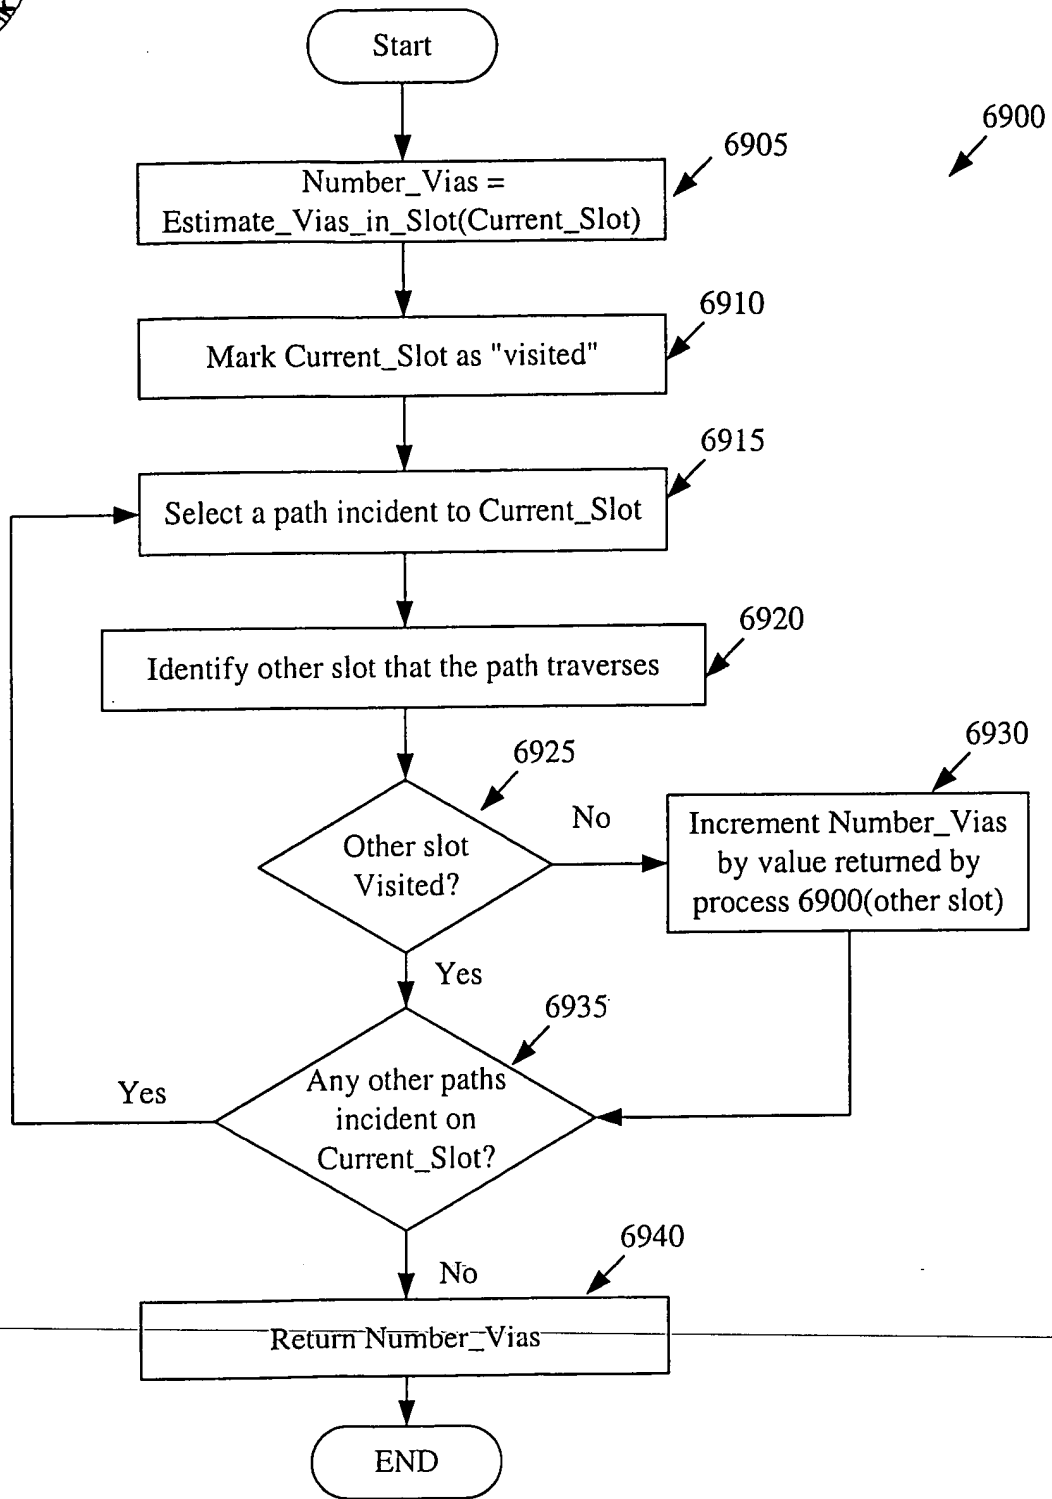 Start
6900
6905
Number_Vias =
Estimate_Vias_in_Slot(Current_Slot)
6910
Mark Current_Slot as "visited"
6915
Select a path incident to Current_Slot
6920
Identify other slot that the path traverses
6925
6930
Other slot
Visited?
No
Increment Number_Vias
by value returned by
process 6900(other slot)
Yes
6935
Any other paths
incident on
Current_Slot?
Yes
6940
No
Return Number_Vias
END